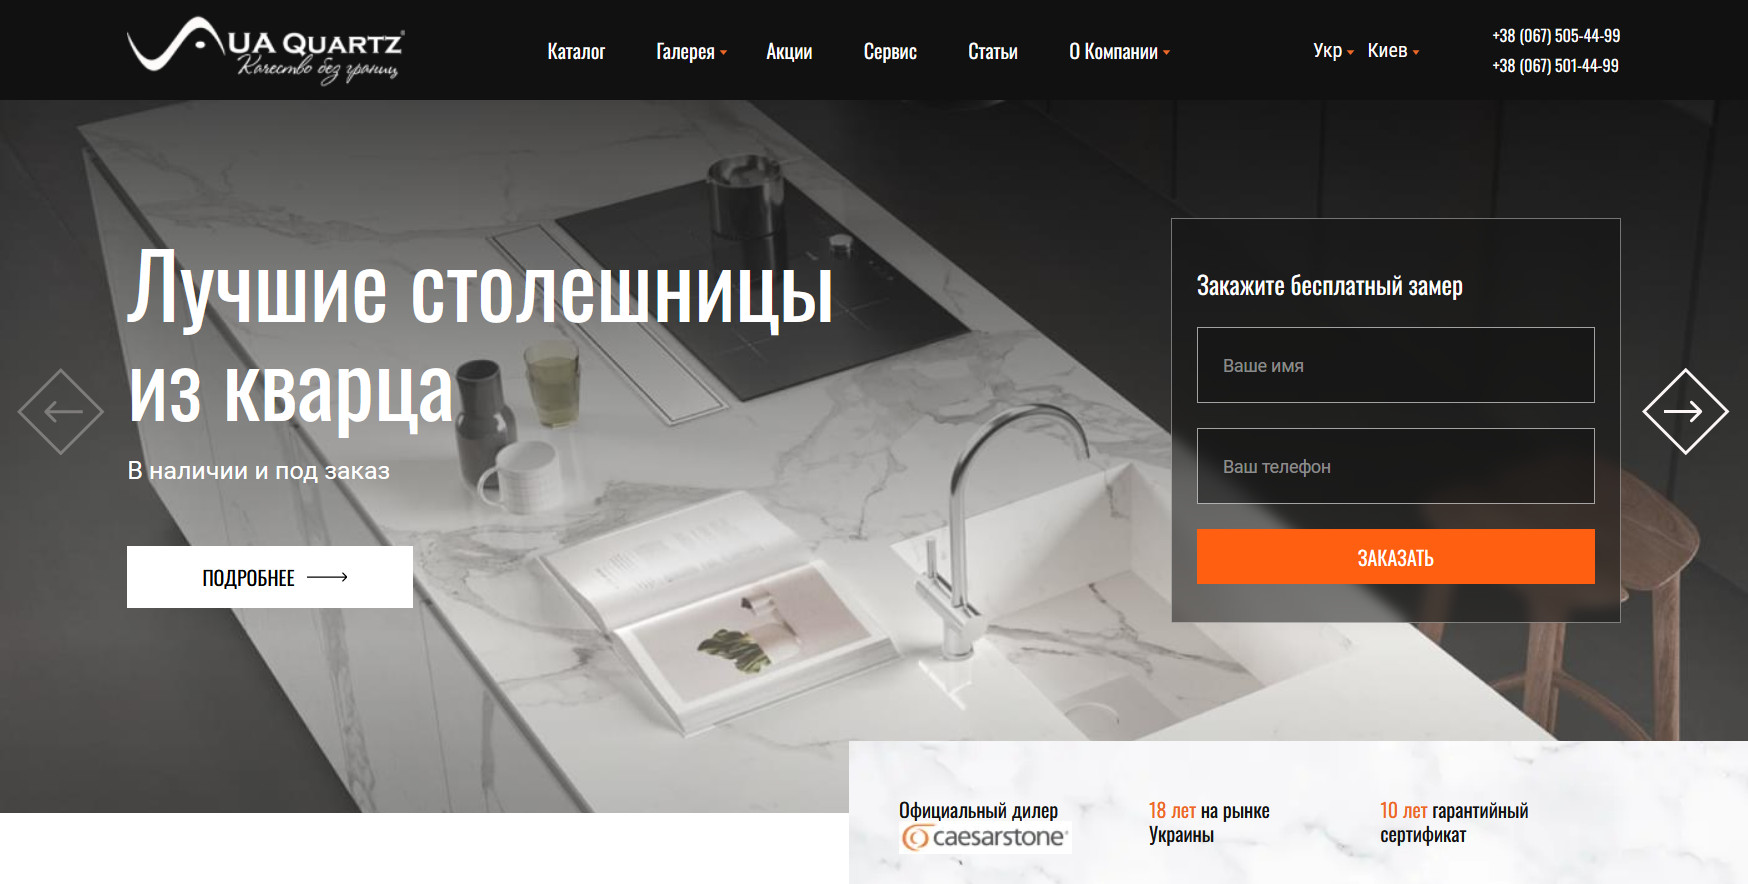 UA QUARTZ
Качество без границ
Каталог
Галерея
Акции
Сервис
Статьи
О Компании
Укр
Киев
+38 (067) 505-44-99
+38 (067) 501-44-99
Лучшие столешницы
из кварца
В наличии и под заказ
ПОДРОБНЕЕ
Закажите бесплатный замер
Ваше имя
Ваш телефон
ЗАКАЗАТЬ
Официальный дилер
caesarstone®
18 лет на рынке
Украины
10 лет гарантийный
сертификат